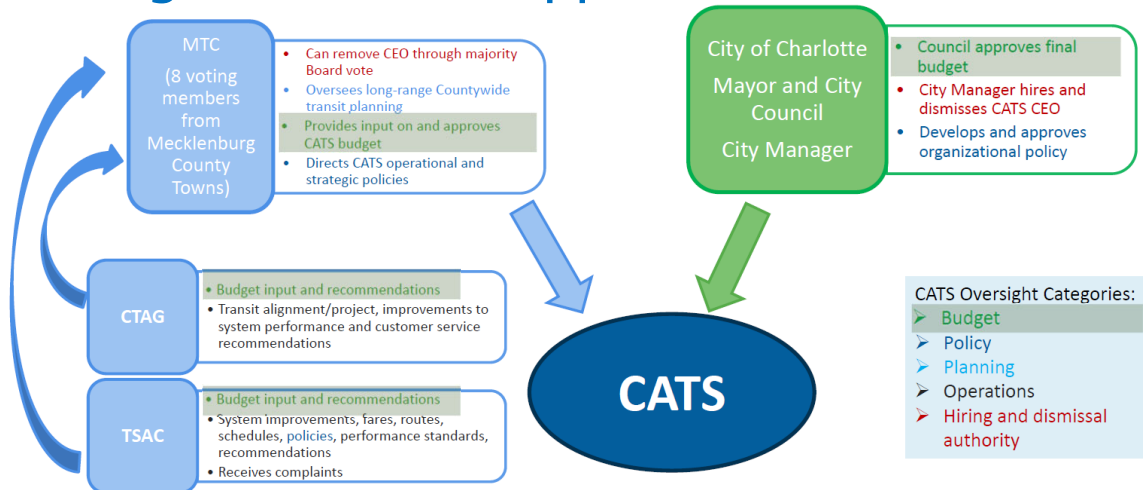 MTC
(8 voting
members
from
Mecklenburg
County
Towns)
• Can remove CEO through majority
Board vote
• Oversees long-range Countywide
transit planning
• Provides input on and approves
CATS budget
• Directs CATS operational and
strategic policies
City of Charlotte
Mayor and City
Council
City Manager
• Council approves final
budget
• City Manager hires and
dismisses CATS CEO
• Develops and approves
organizational policy
CTAG
• Budget input and recommendations
• Transit alignment/project, improvements to
system performance and customer service
recommendations
TSAC
• Budget input and recommendations
• System improvements, fares, routes,
schedules, policies, performance standards,
recommendations
• Receives complaints
CATS
CATS Oversight Categories:
➢ Budget
➢ Policy
➢ Planning
➢ Operations
➢ Hiring and dismissal
authority